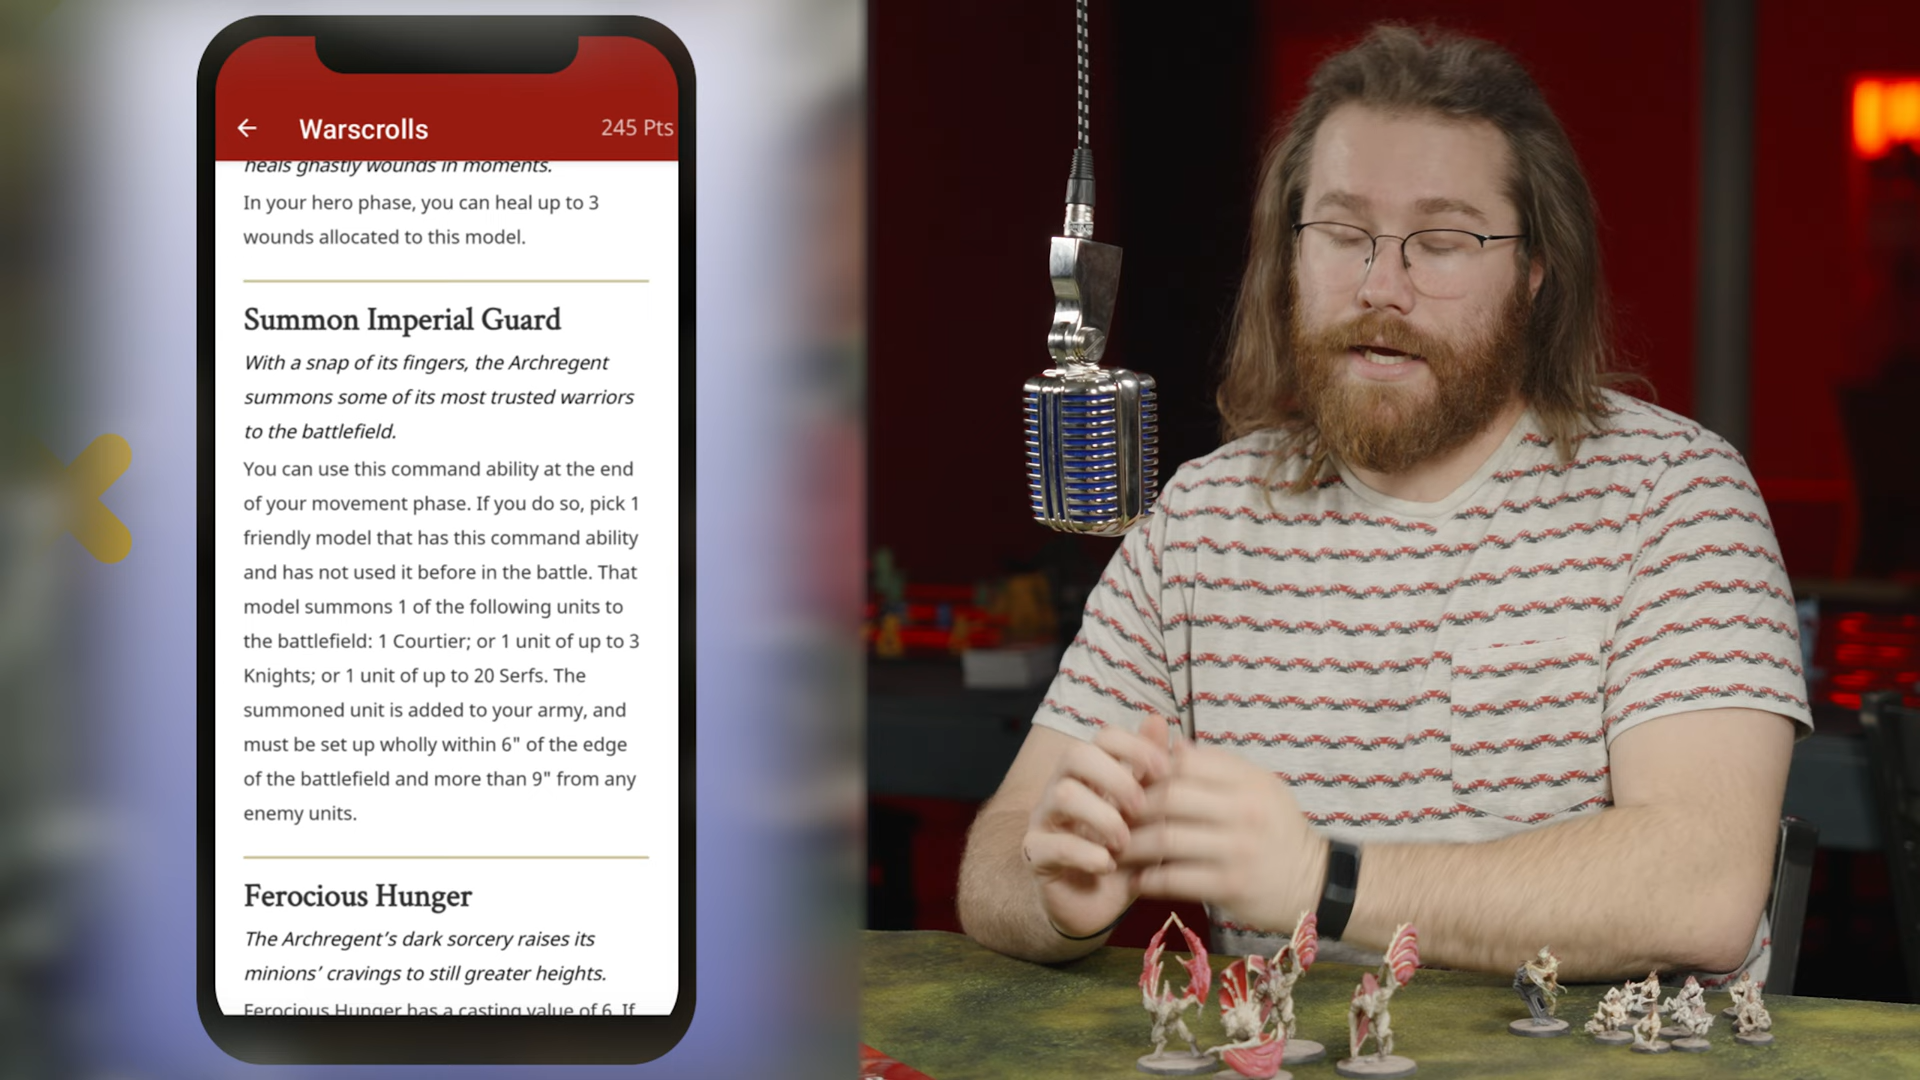 Warscrolls
245 Pts
heals ghastly wounds in moments.
In your hero phase, you can heal up to 3
wounds allocated to this model.
Summon Imperial Guard
With a snap of its fingers, the Archregent
summons some of its most trusted warriors
to the battlefield.
You can use this command ability at the end
of your movement phase. If you do so, pick 1
friendly model that has this command ability
and has not used it before in the battle. That
model summons 1 of the following units to
the battlefield: 1 Courtier; or 1 unit of up to 3
Knights; or 1 unit of up to 20 Serfs. The
summoned unit is added to your army, and
must be set up wholly within 6" of the edge
of the battlefield and more than 9" from any
enemy units.
Ferocious Hunger
The Archregent’s dark sorcery raises its
minions’ cravings to still greater heights.
Ferocious Hunger has a casting value of 6. If